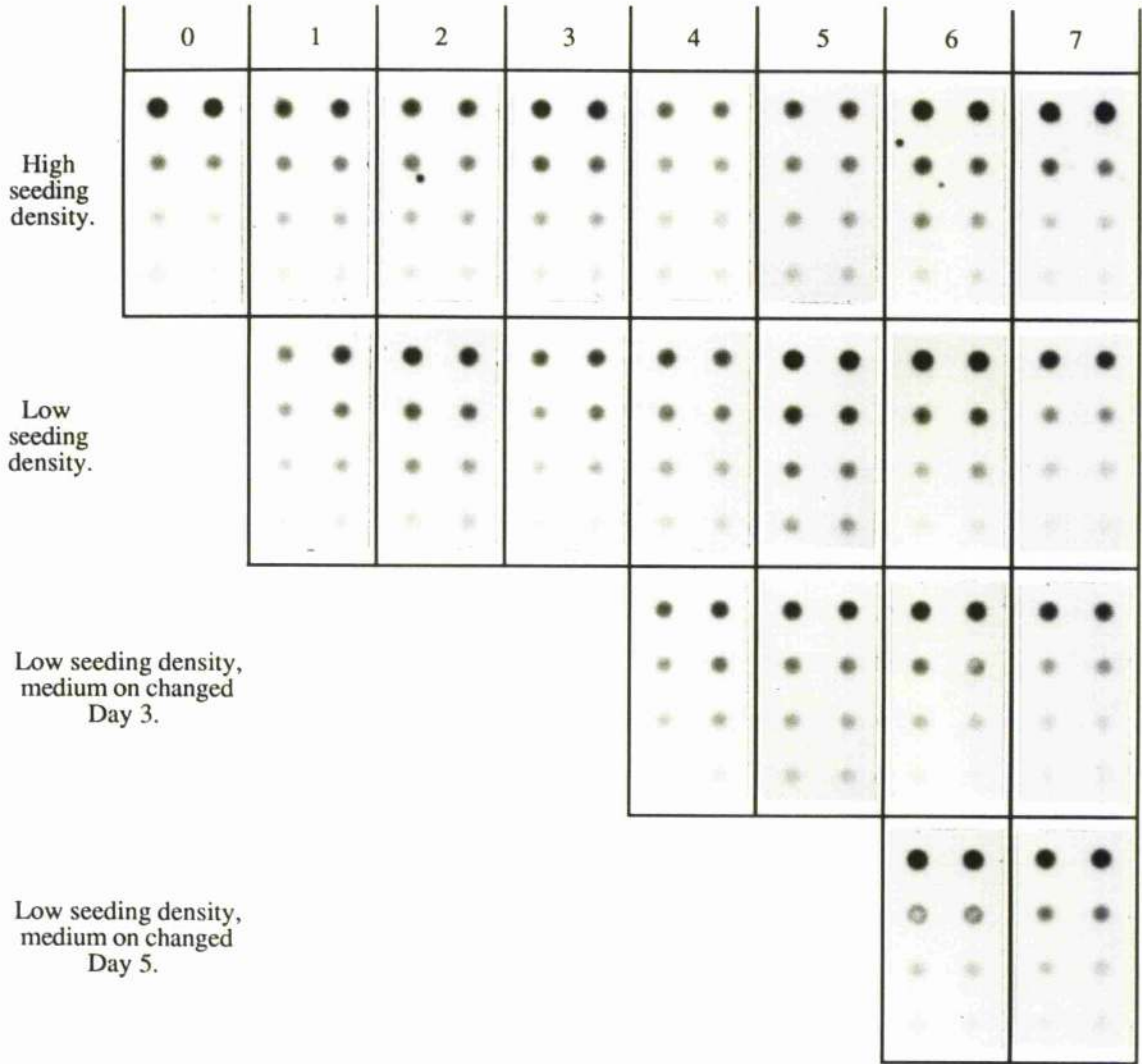 0 1 2 3 4 5 6 7
High
seeding
density.
Low
seeding
density.
Low seeding density,
medium on changed
Day 3.
Low seeding density,
medium on changed
Day 5.